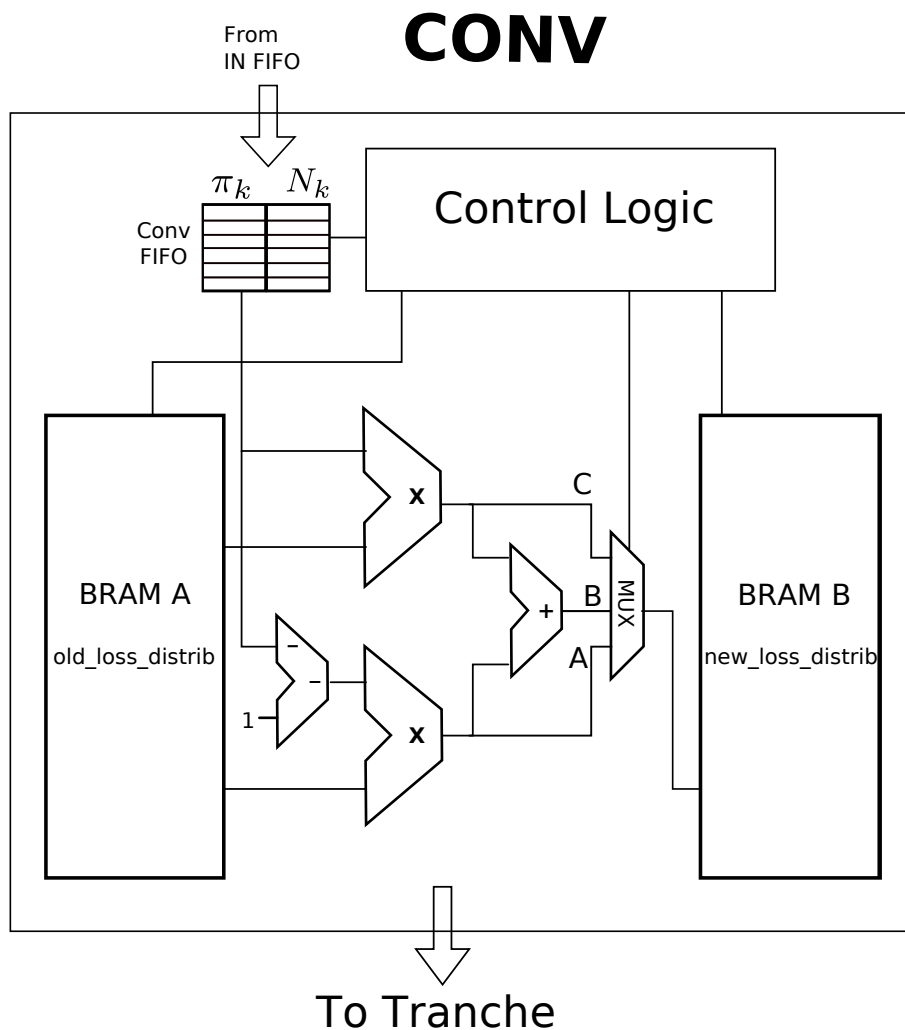 CONV
From
IN FIFO
π_k N_k
Conv
FIFO
Control Logic
X
C
BRAM A
old_loss_distrib
+
B
MUX
BRAM B
new_loss_distrib
A
–
–
1
X
To Tranche